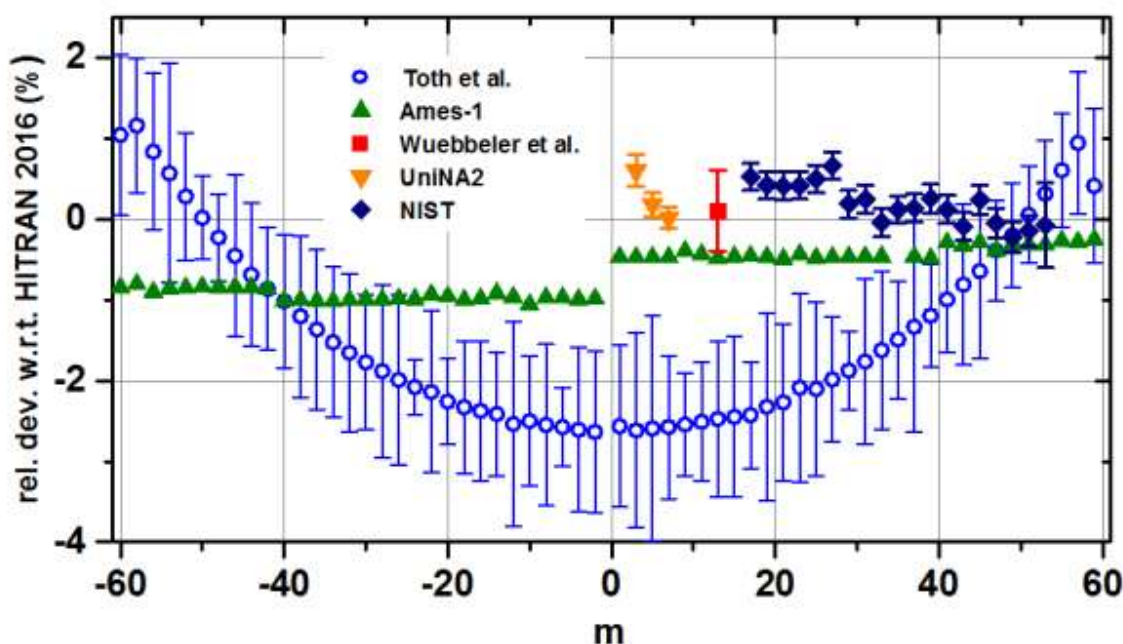 rel. dev. w.r.t. HITRAN 2016 (%)
2
0
-2
-4
Toth et al.
Ames-1
Wuebbeler et al.
UniNA2
NIST
-60 -40 -20 0 20 40 60
m